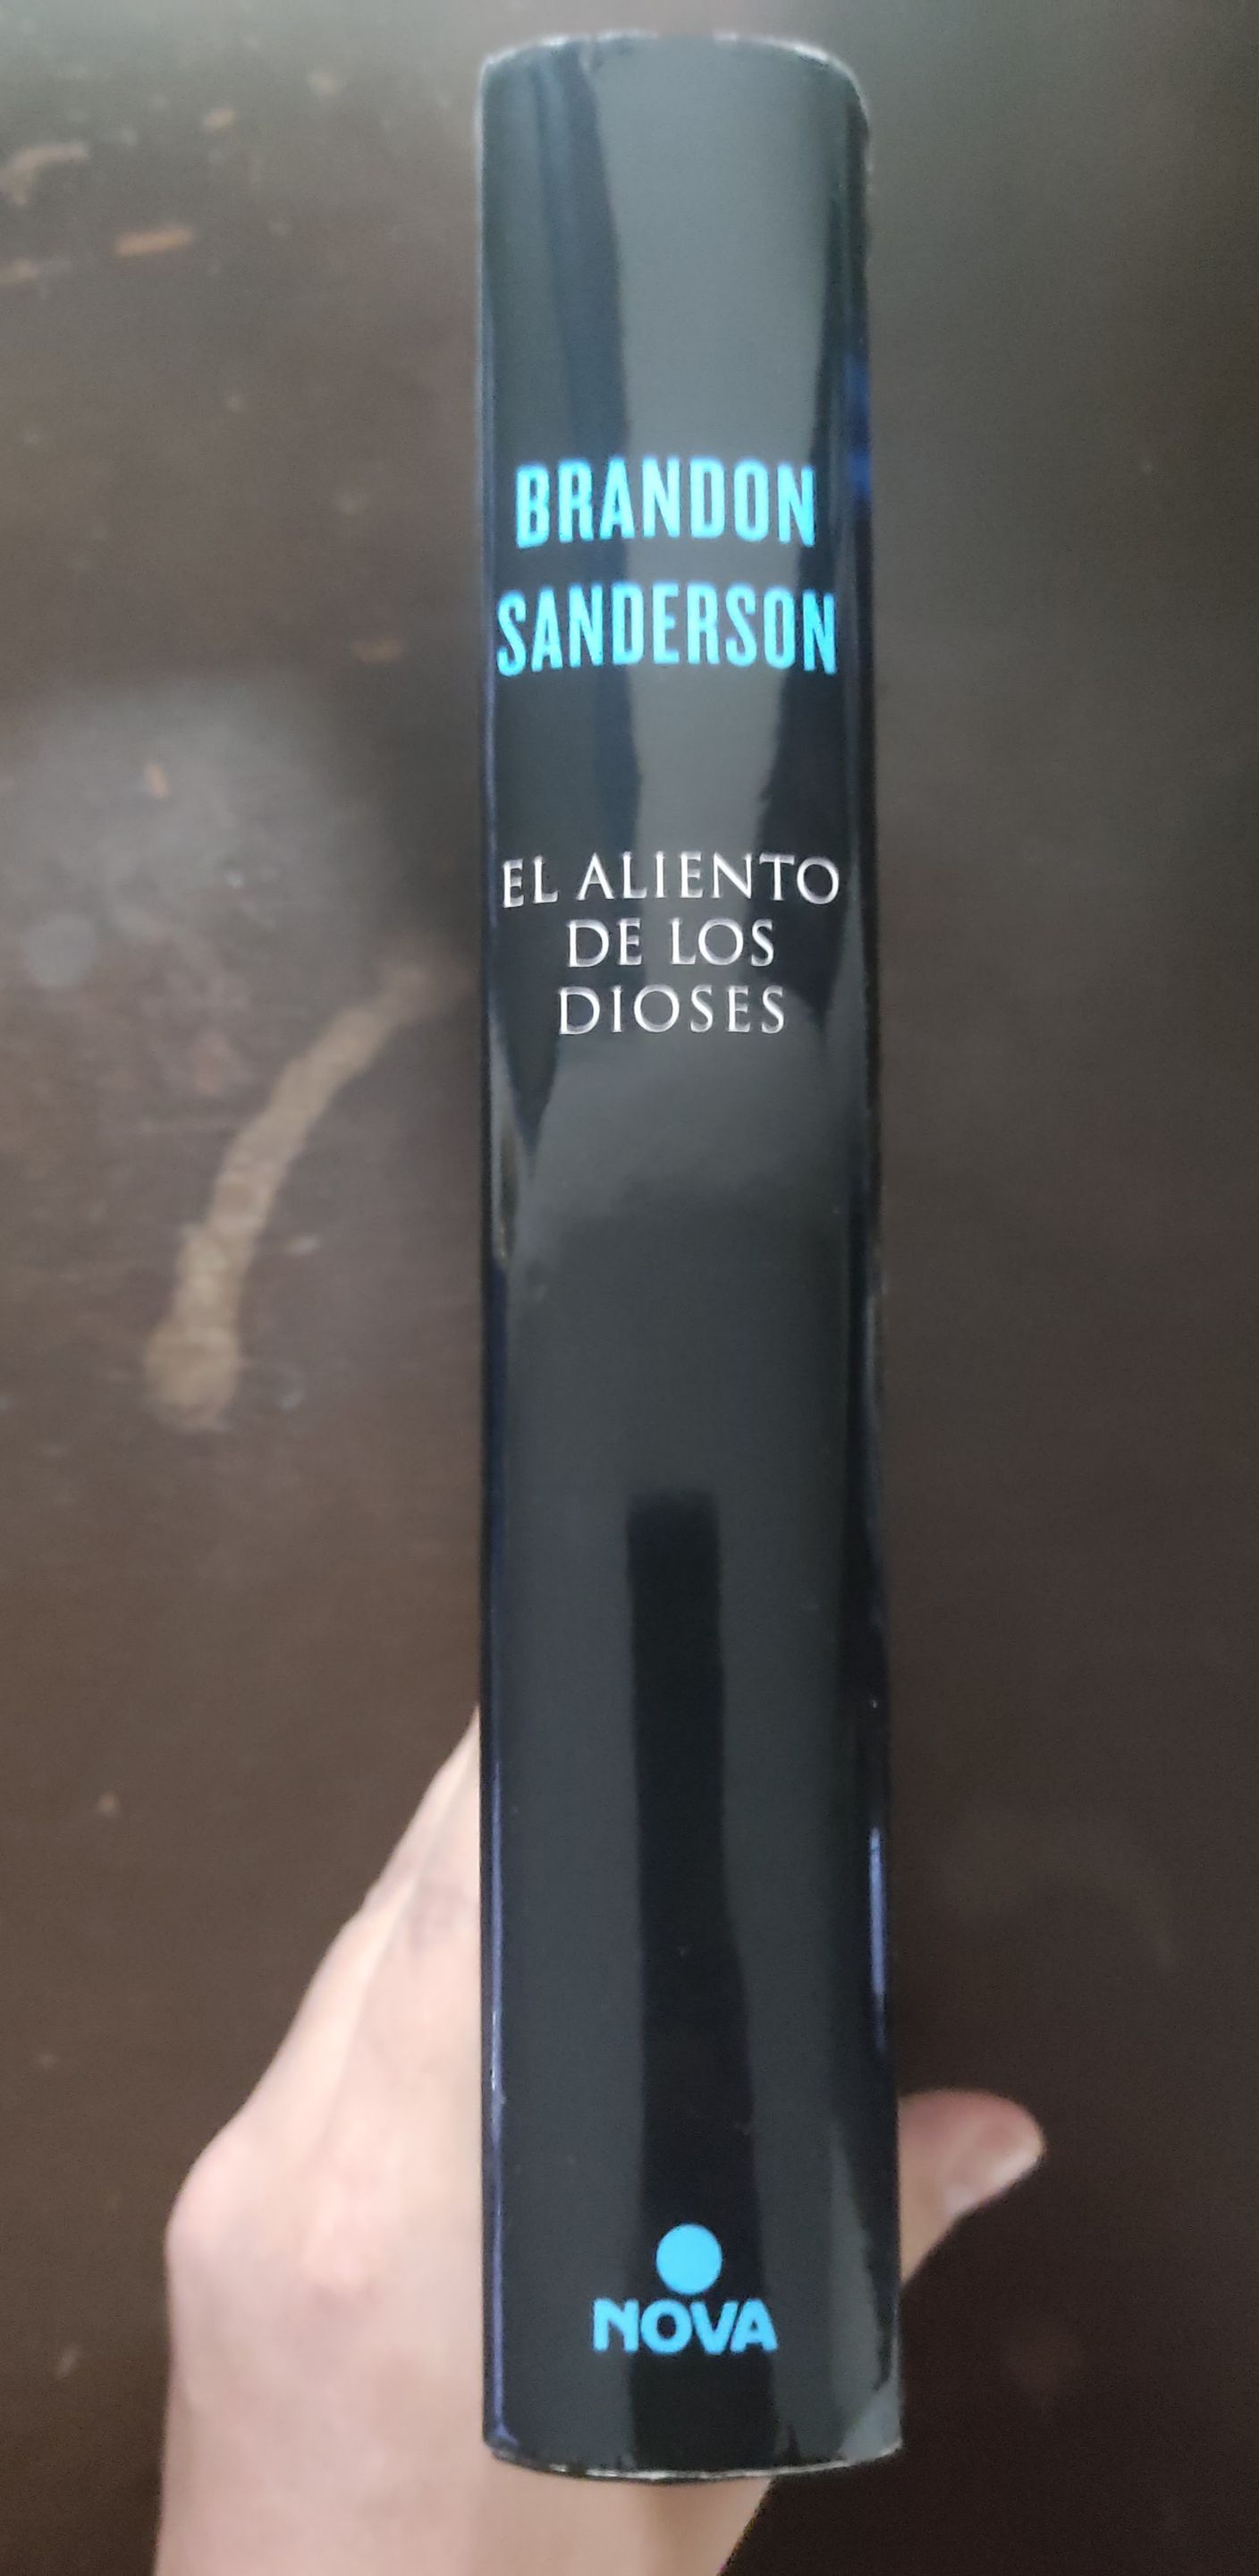 BRANDON
SANDERSON
EL ALIENTO
DE LOS
DIOSES
NOVA